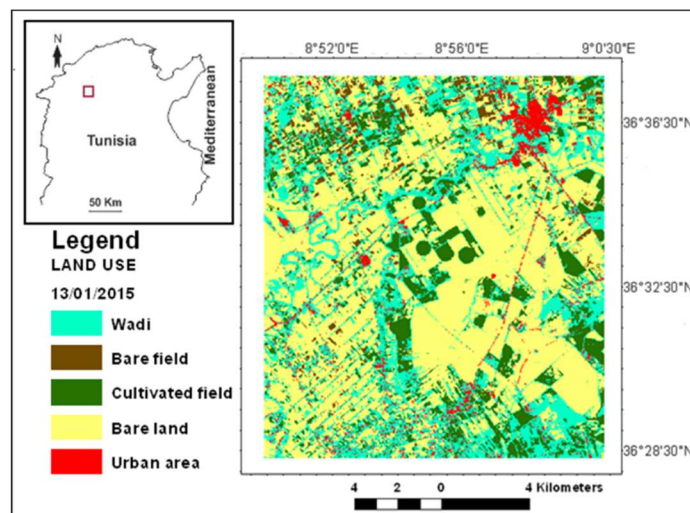 N
Tunisia
Mediterranean
50 Km
8°52'0"E 8°56'0"E 9°0'30"E
36°36'30"N
36°32'30"N
36°28'30"N
Legend
LAND USE
13/01/2015
Wadi
Bare field
Cultivated field
Bare land
Urban area
4 2 0 4 Kilometers